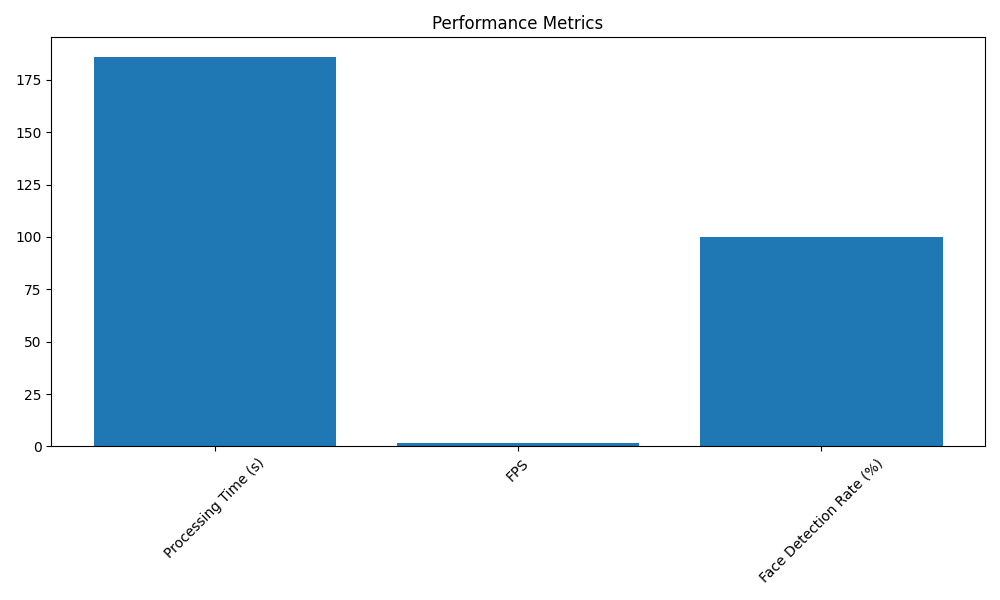 Performance Metrics
175
150
125
100
75
50
25
0
Processing Time (s)
FPS
Face Detection Rate (%)